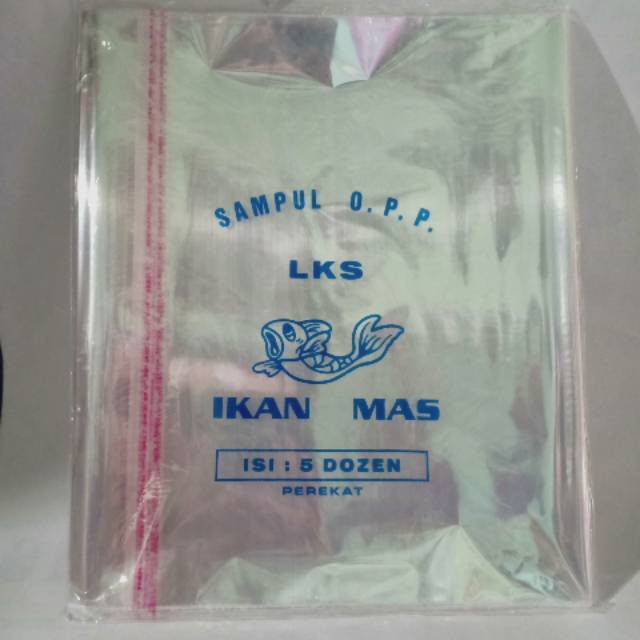 SAMPUL O.P.P.
LKS
IKAN MAS
ISI : 5 DOZEN
PEREKAT